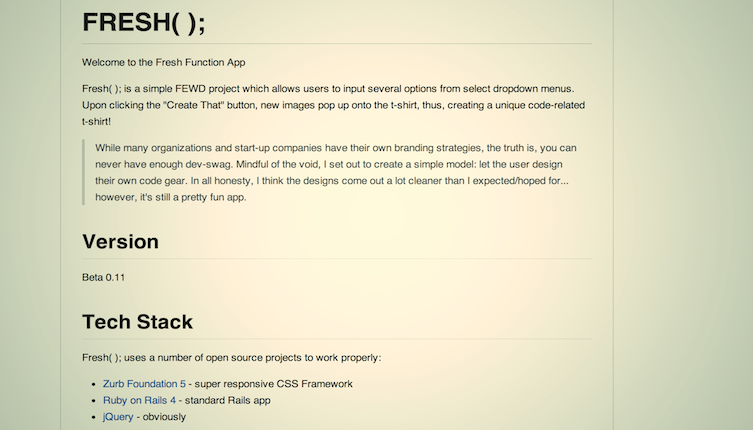 FRESH( );
Welcome to the Fresh Function App
Fresh( ); is a simple FEWD project which allows users to input several options from select dropdown menus.
Upon clicking the "Create That" button, new images pop up onto the t-shirt, thus, creating a unique code-related
t-shirt!
While many organizations and start-up companies have their own branding strategies, the truth is, you can
never have enough dev-swag. Mindful of the void, I set out to create a simple model: let the user design
their own code gear. In all honesty, I think the designs come out a lot cleaner than I expected/hoped for...
however, it's still a pretty fun app.
Version
Beta 0.11
Tech Stack
Fresh( ); uses a number of open source projects to work properly:
• Zurb Foundation 5 - super responsive CSS Framework
• Ruby on Rails 4 - standard Rails app
• jQuery - obviously